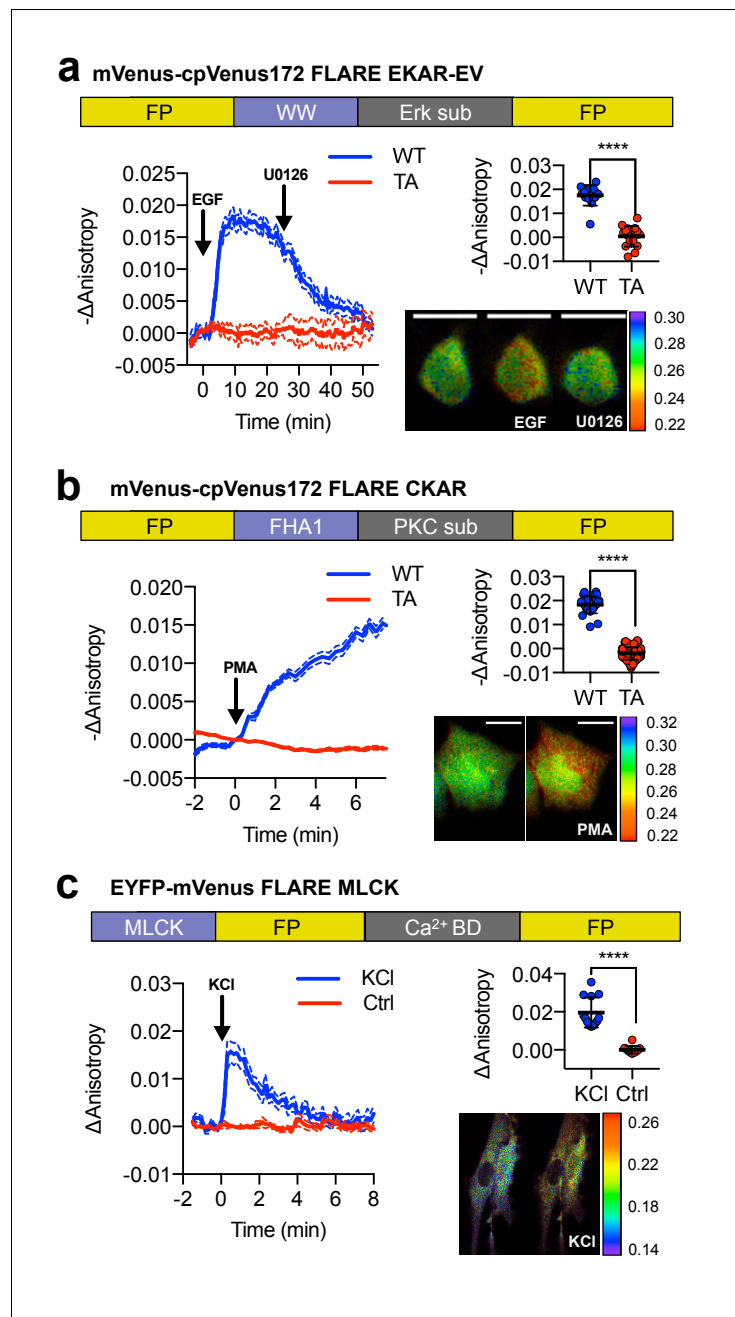 a mVenus-cpVenus172 FLARE EKAR-EV
FP WW Erk sub FP
WT
TA
EGF
U0126
-ΔAnisotropy
0.025
0.020
0.015
0.010
0.005
0.000
-0.005
0 10 20 30 40 50
Time (min)
****
-ΔAnisotropy
0.03
0.02
0.01
0.00
-0.01
WT TA
EGF U0126
0.30
0.28
0.26
0.24
0.22
b mVenus-cpVenus172 FLARE CKAR
FP FHA1 PKC sub FP
WT
TA
PMA
-ΔAnisotropy
0.020
0.015
0.010
0.005
0.000
-0.005
-2 0 2 4 6
Time (min)
****
-ΔAnisotropy
0.03
0.02
0.01
0.00
-0.01
WT TA
PMA
0.32
0.30
0.28
0.26
0.24
0.22
c EYFP-mVenus FLARE MLCK
MLCK FP Ca²⁺ BD FP
KCl
Ctrl
KCl
ΔAnisotropy
0.03
0.02
0.01
0.00
-0.01
-2 0 2 4 6 8
Time (min)
****
ΔAnisotropy
0.04
0.02
0.00
KCl Ctrl
KCl
0.26
0.22
0.18
0.14